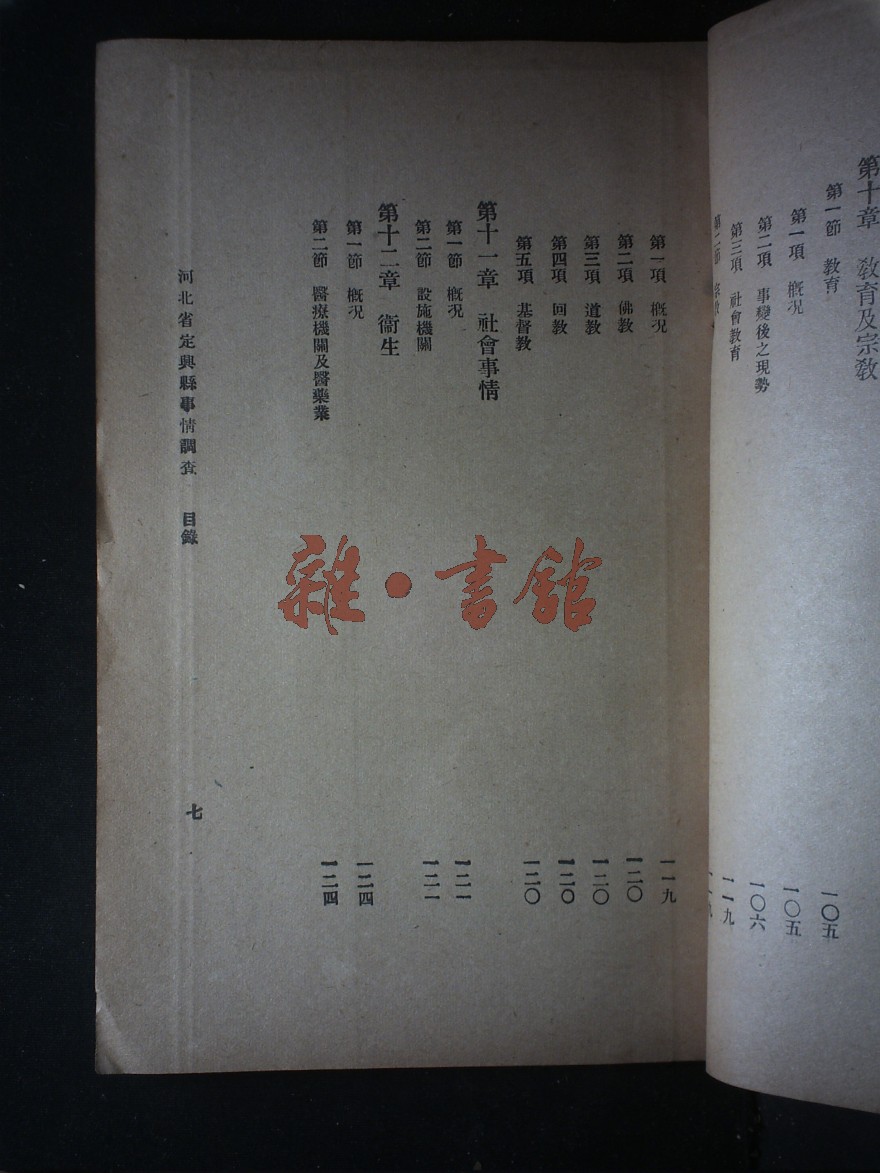 第十章　教育及宗教
第一節　教育　一〇五
第一項　概況　一〇五
第二項　事變後之現勢　一〇六
第三項　社會教育　一一九
第二節　宗教
第一項　概況　一一九
第二項　佛教　一二〇
第三項　道教　一二〇
第四項　回教　一二〇
第五項　基督教　一二〇
第十一章　社會事情
第一節　概況　一二一
第二節　設施機關　一二一
第十二章　衛生
第一節　概況　一二四
第二節　醫療機關及醫藥業　一二四
河北省定興縣事情調查　目錄
七
雜·書館